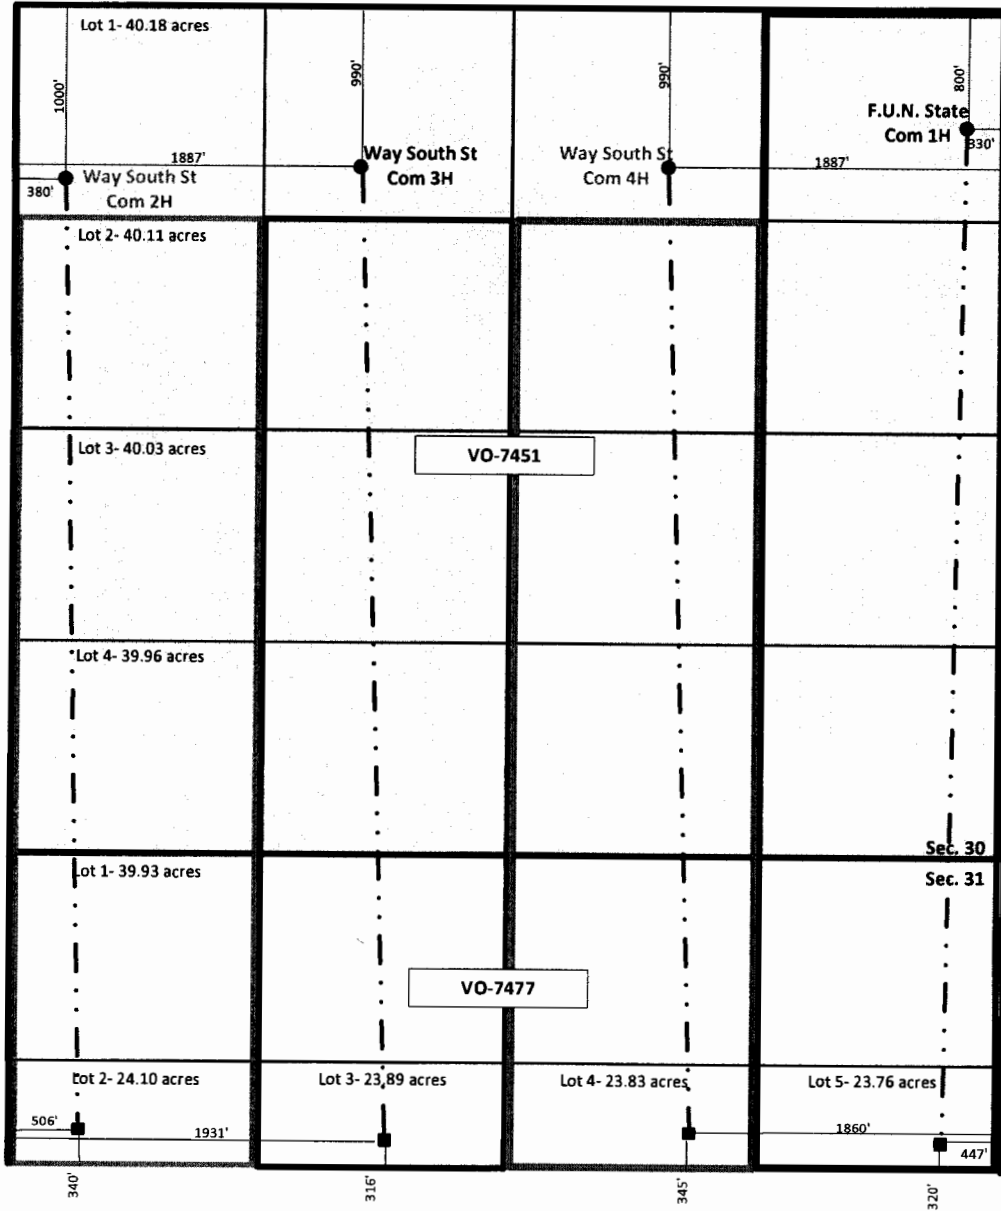 Lot 1- 40.18 acres
1000'
990'
990'
800'
F.U.N. State
Com 1H
330'
1887'
Way South St
Com 3H
Way South St
Com 4H
1887'
380'
Way South St
Com 2H
Lot 2- 40.11 acres
Lot 3- 40.03 acres
VO-7451
Lot 4- 39.96 acres
Sec. 30
Lot 1- 39.93 acres
Sec. 31
VO-7477
Lot 2- 24.10 acres
Lot 3- 23.89 acres
Lot 4- 23.83 acres
Lot 5- 23.76 acres
506'
1931'
1860'
447'
340'
316'
345'
320'